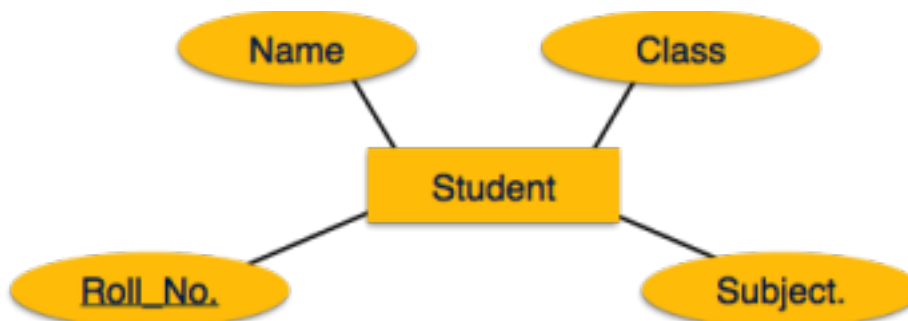 Name
Class
Student
Roll_No.
Subject.